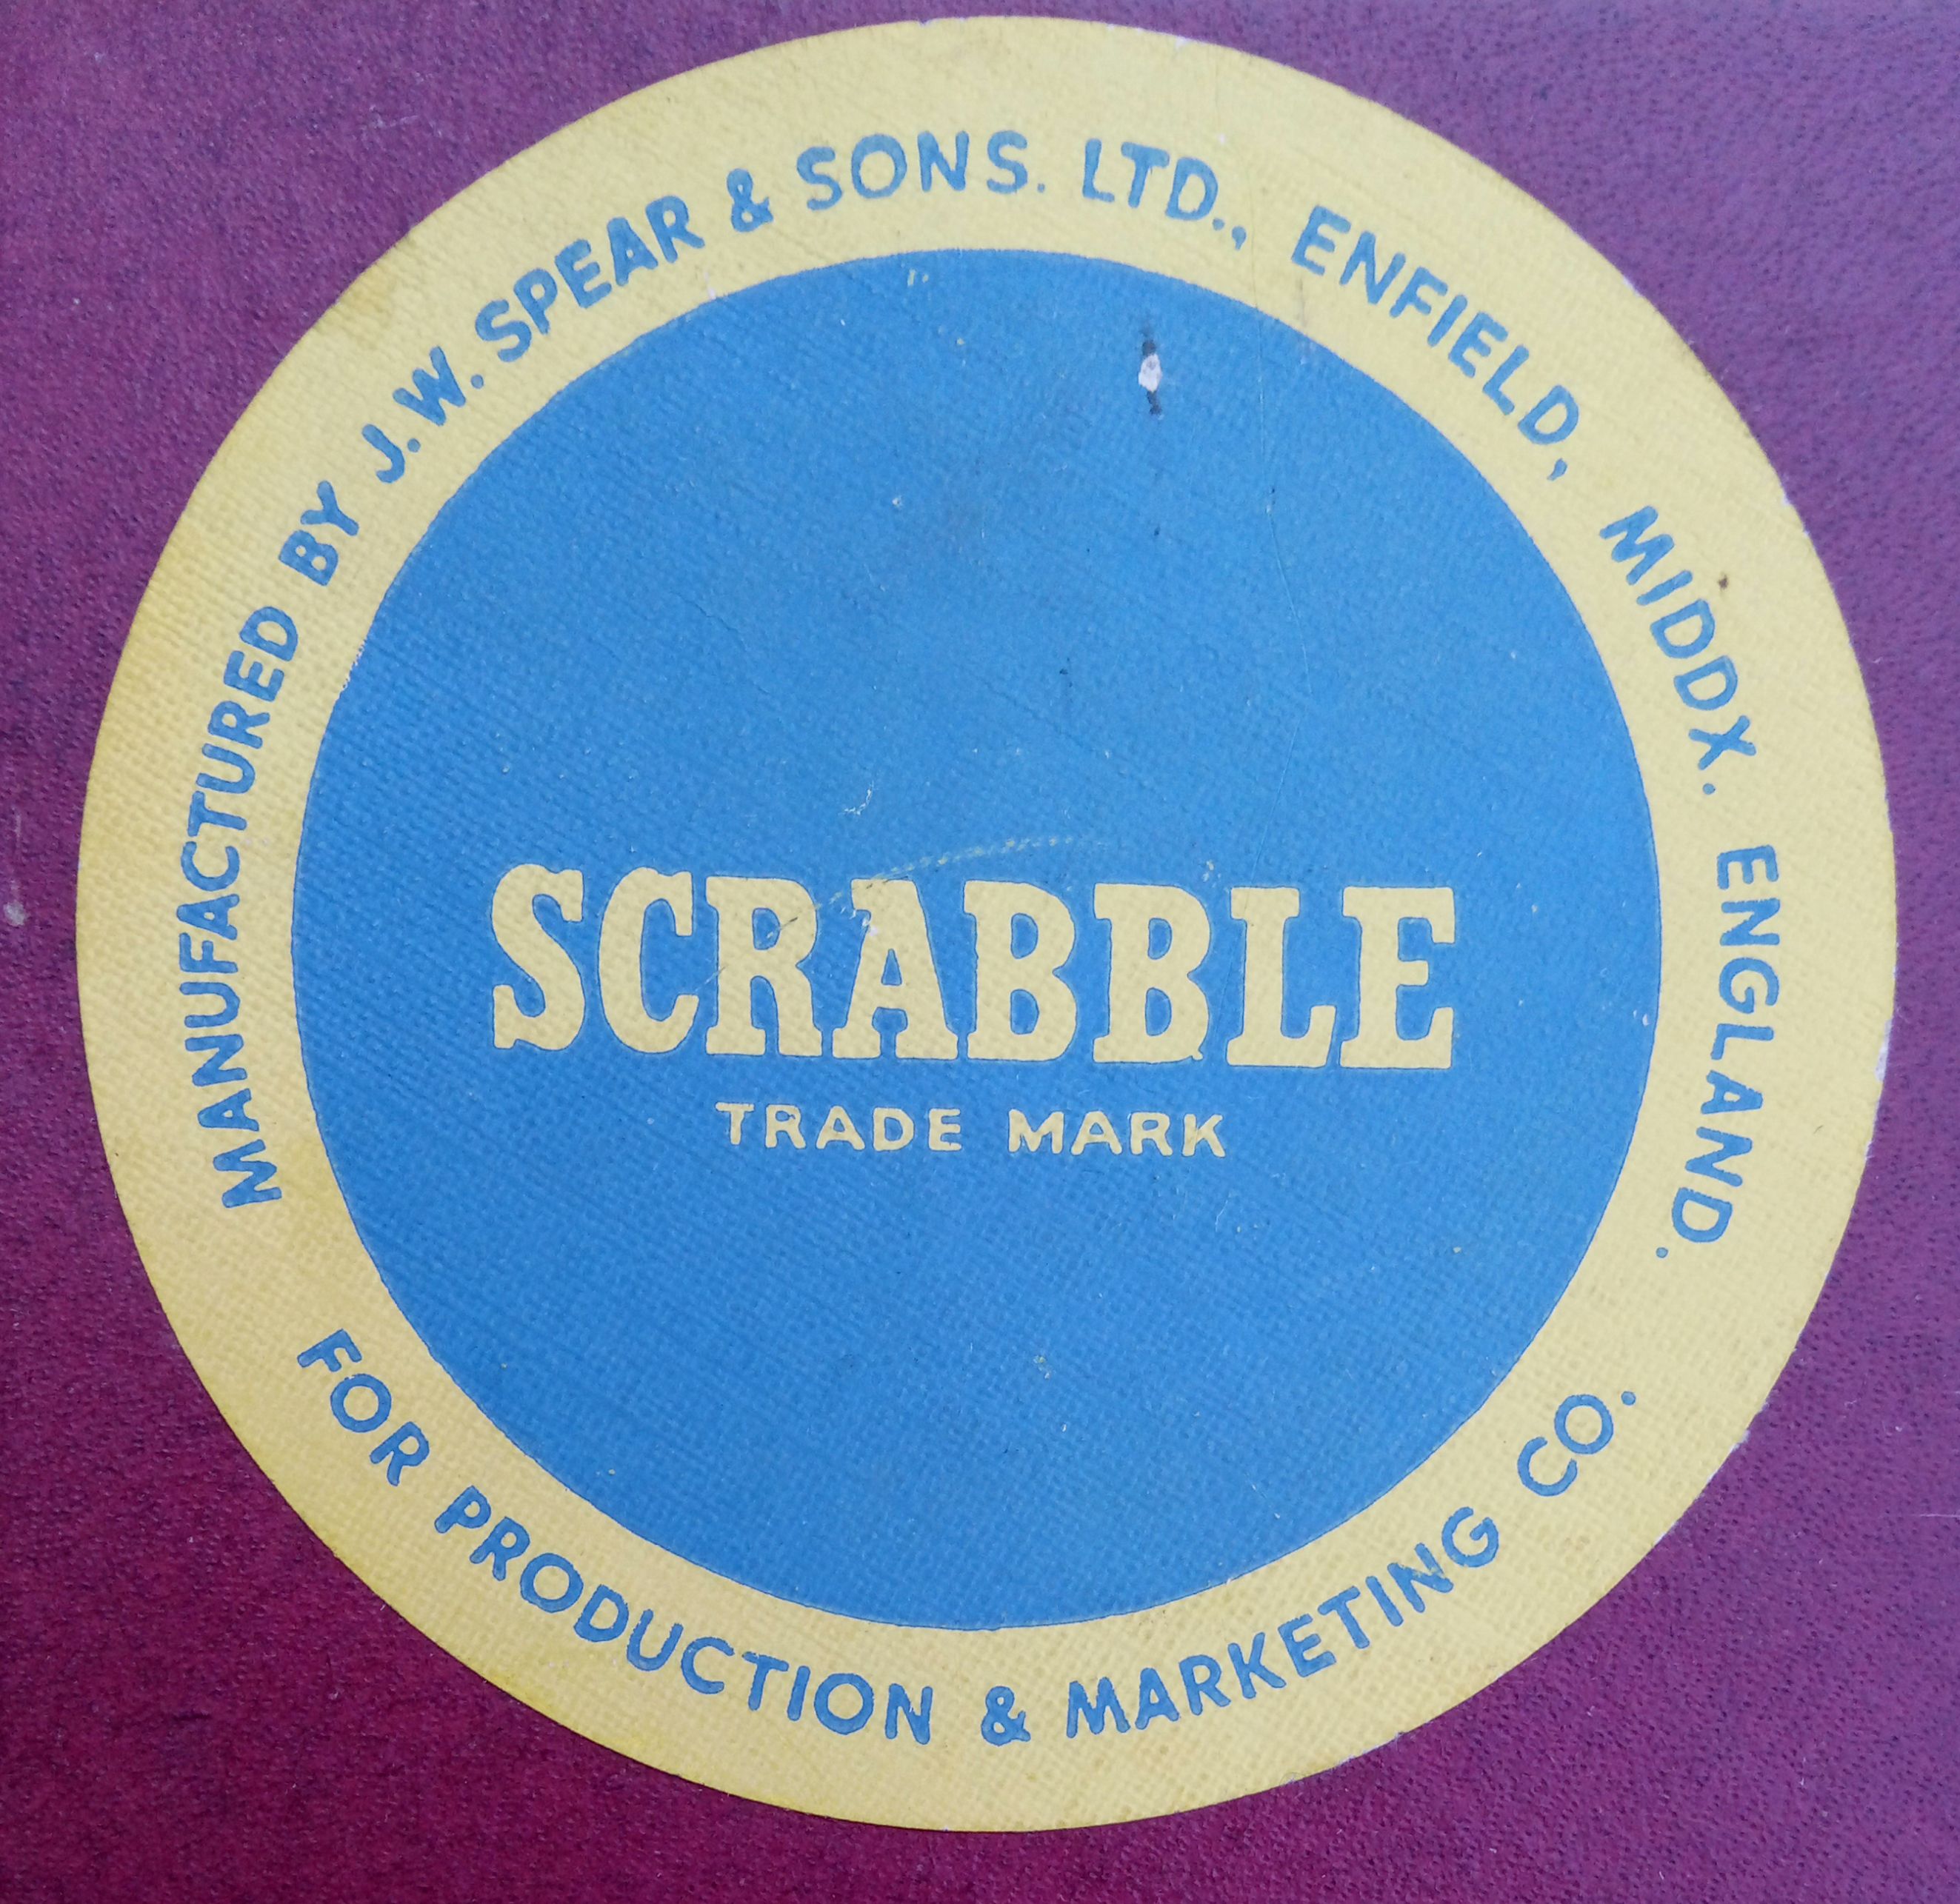 MANUFACTURED BY J.W. SPEAR & SONS. LTD., ENFIELD, MIDDX. ENGLAND.
SCRABBLE
TRADE MARK
FOR PRODUCTION & MARKETING CO.